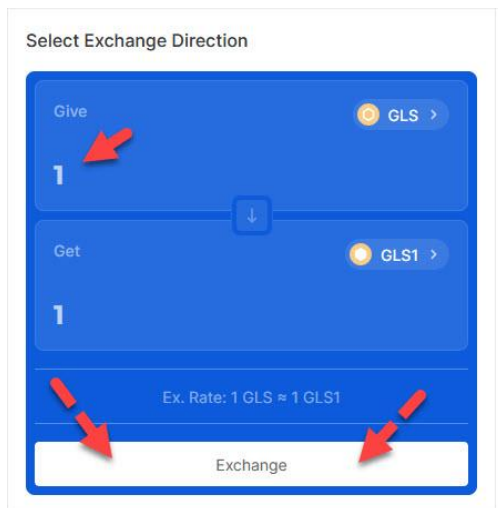 Select Exchange Direction
Give
GLS >
1
↓
Get
GLS1 >
1
Ex. Rate: 1 GLS ≈ 1 GLS1
Exchange